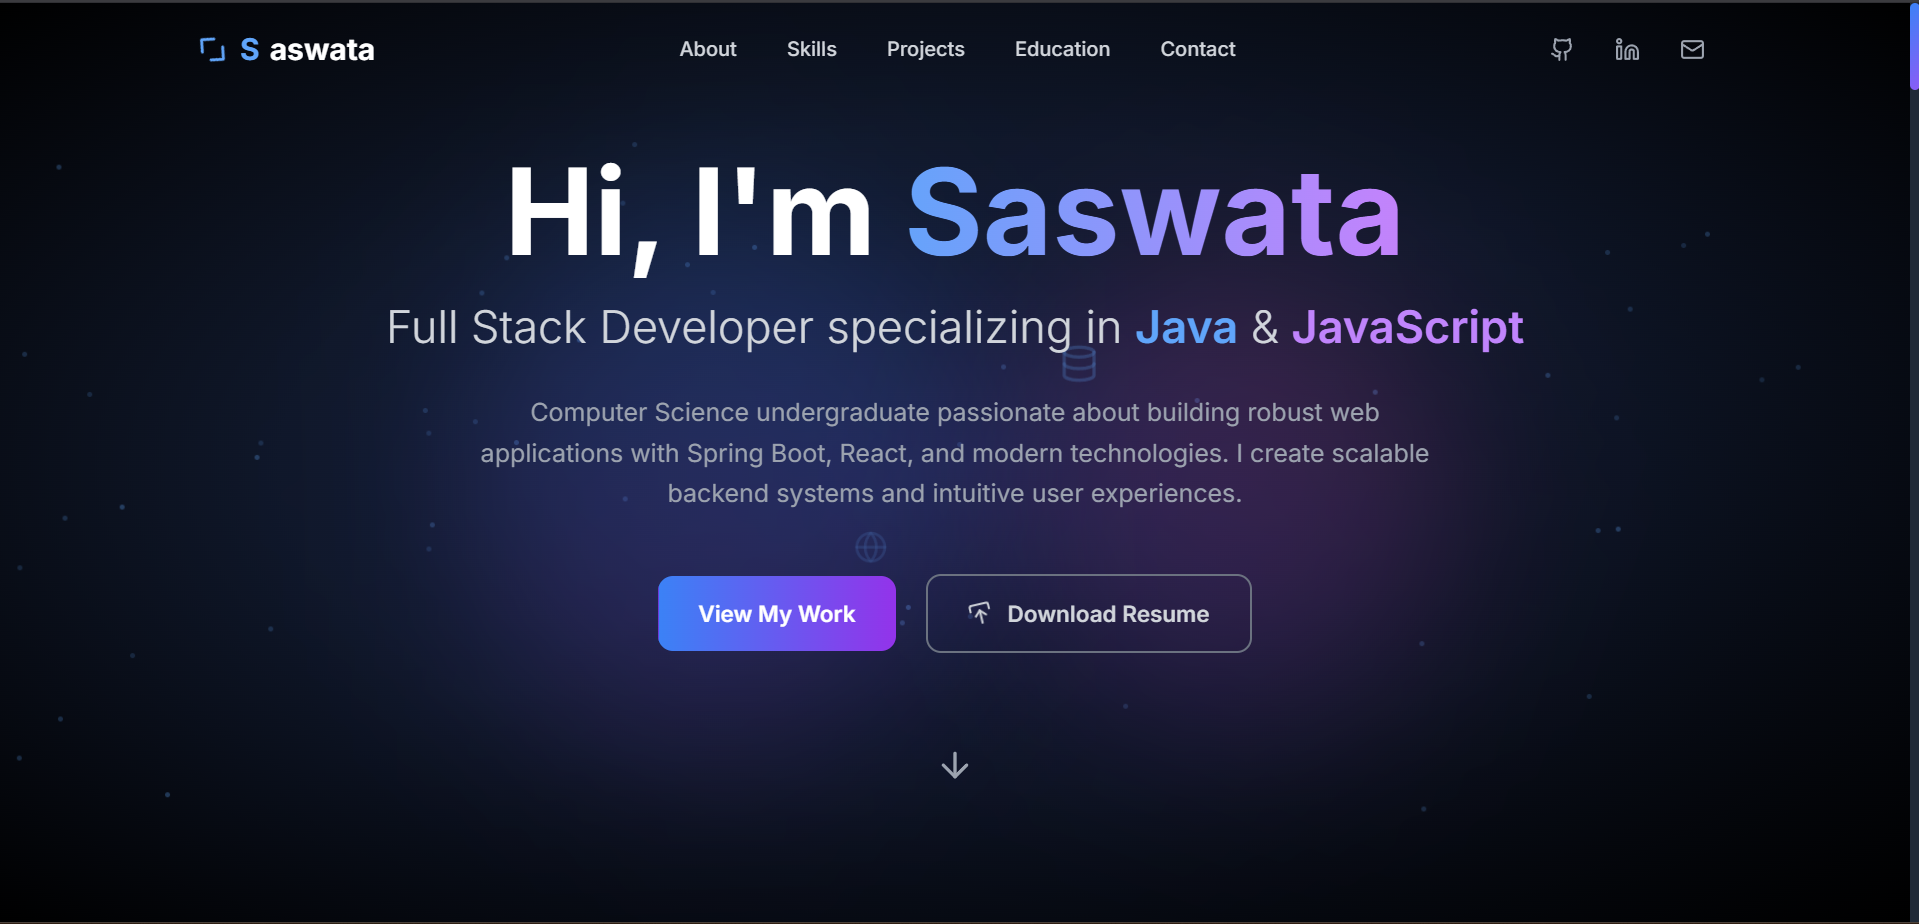 S aswata
About Skills Projects Education Contact
Hi, I'm Saswata
Full Stack Developer specializing in Java & JavaScript
Computer Science undergraduate passionate about building robust web
applications with Spring Boot, React, and modern technologies. I create scalable
backend systems and intuitive user experiences.
View My Work
Download Resume